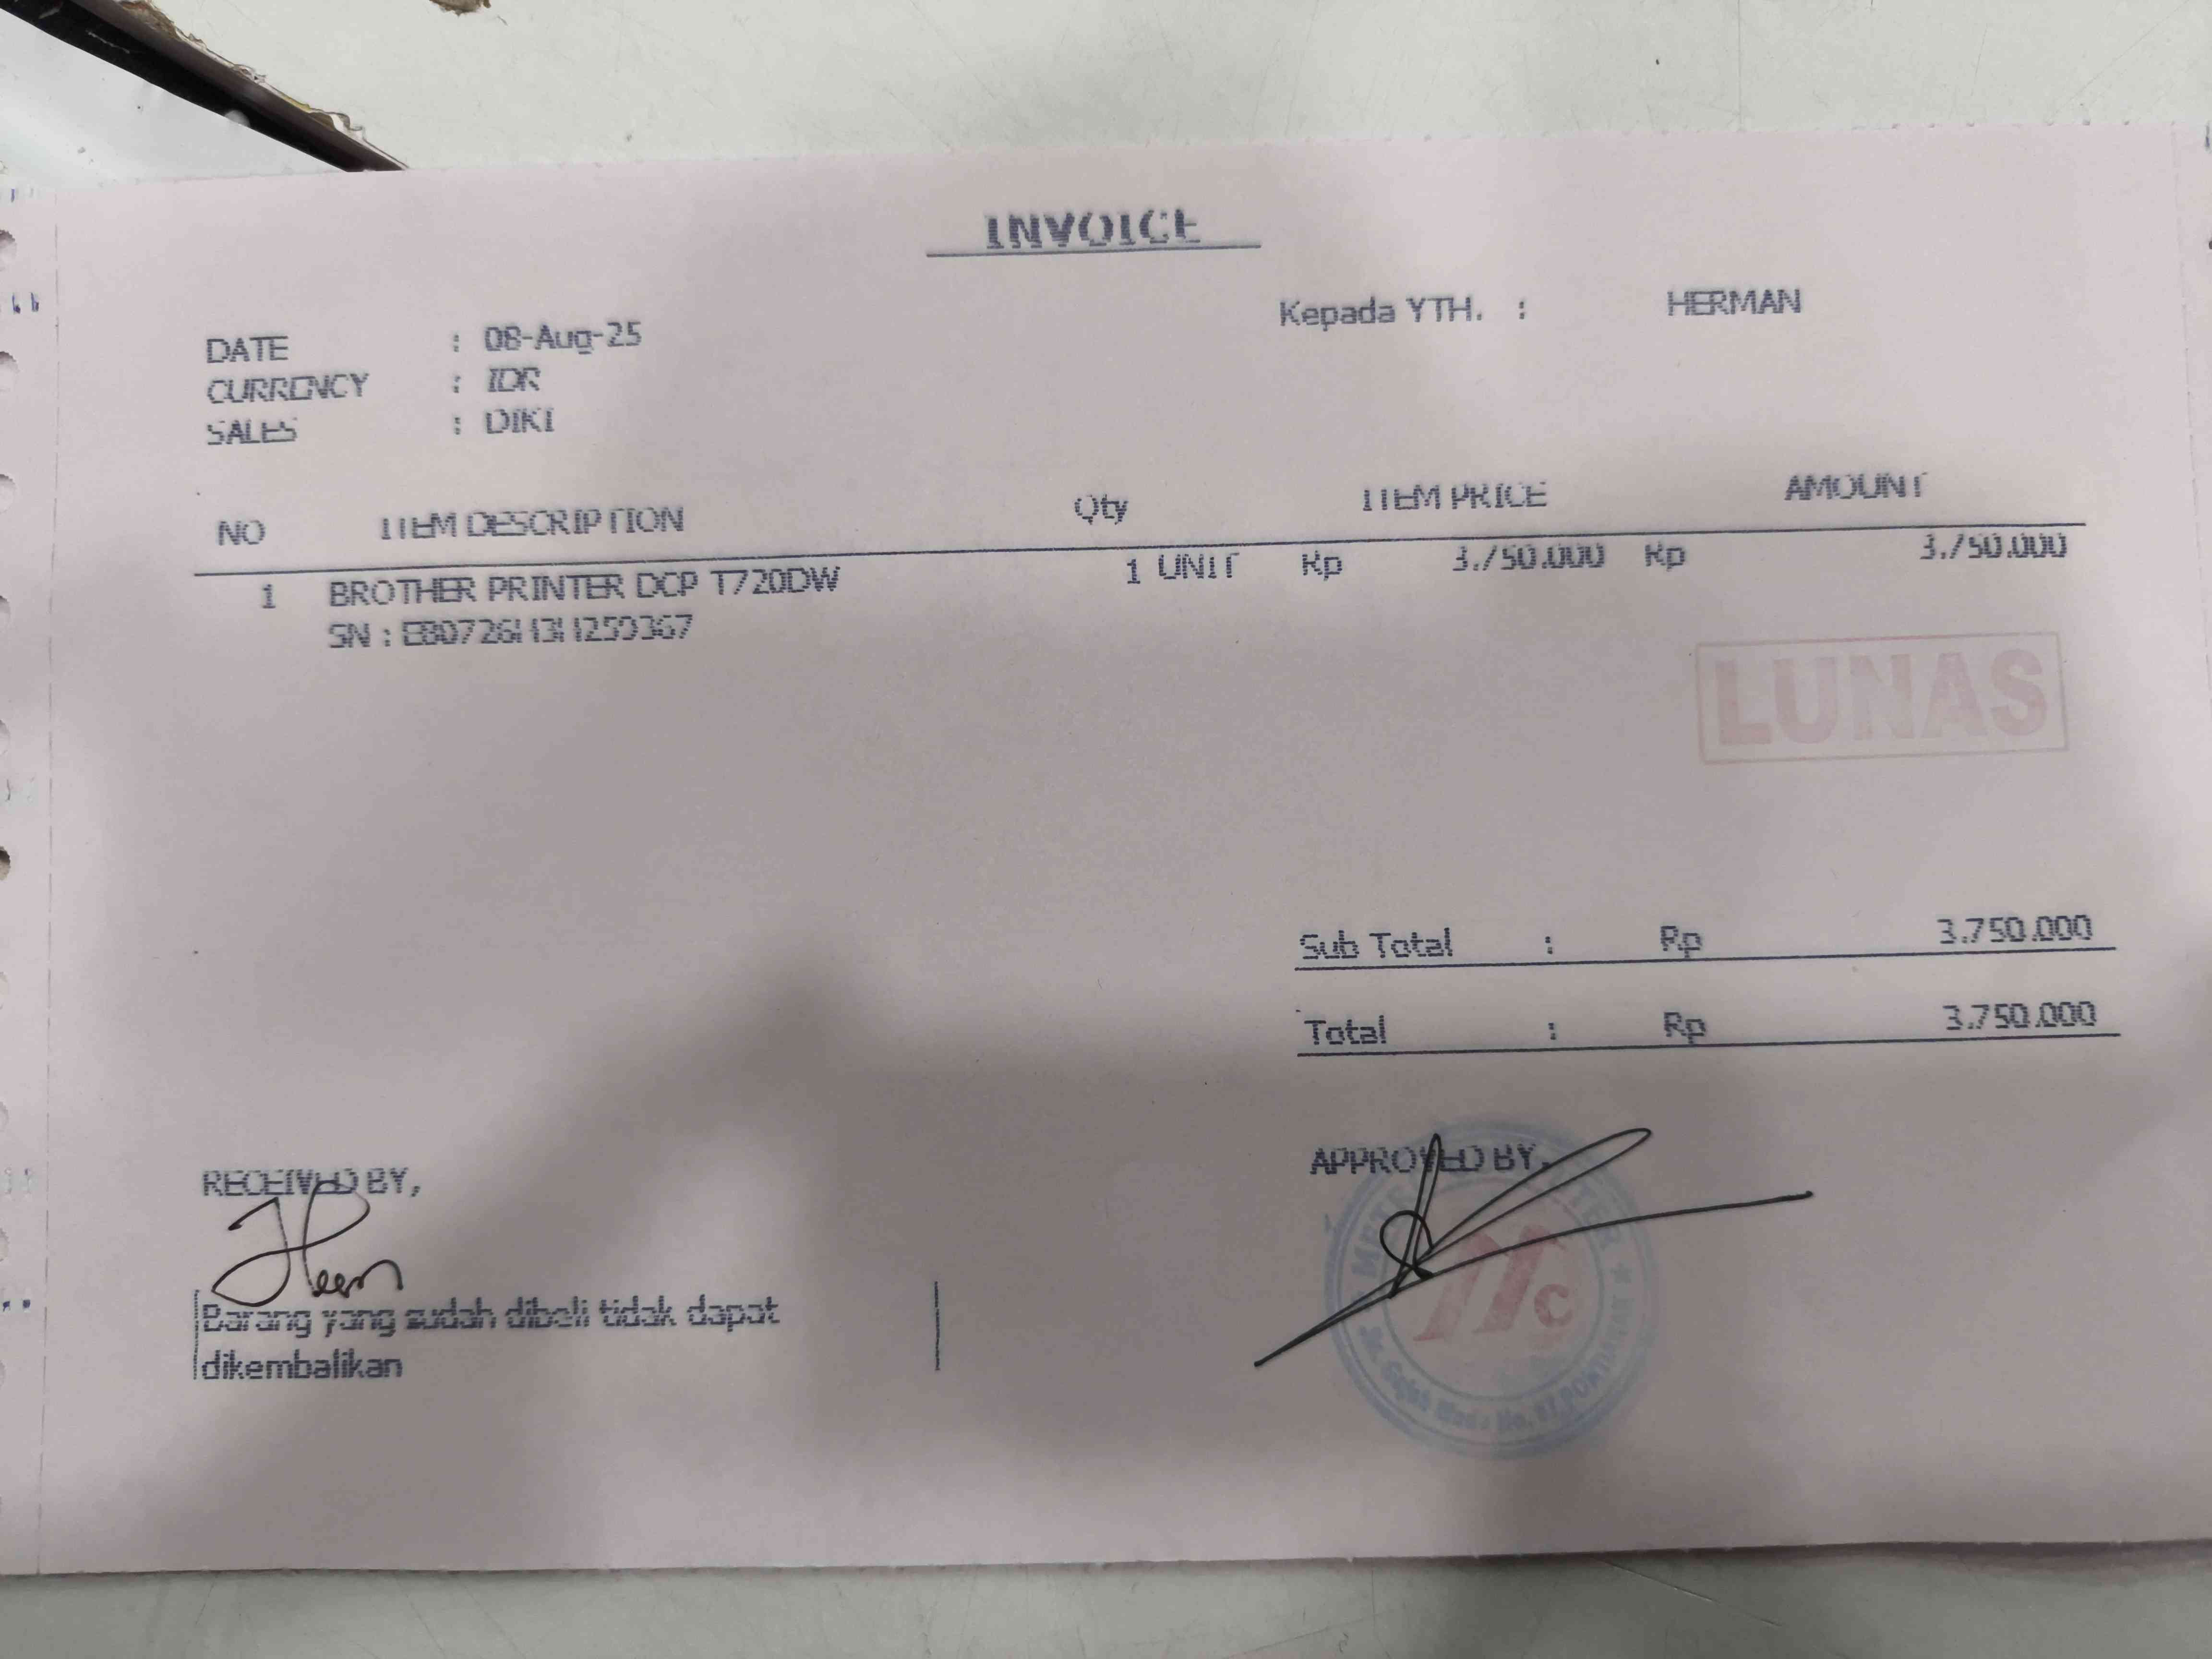 INVOICE
Kepada YTH. : HERMAN
DATE : 08-Aug-25
CURRENCY : IDR
SALES : DIKI
NO ITEM DESCRIPTION Qty ITEM PRICE AMOUNT
1 BROTHER PRINTER DCP T720DW 1 UNIT Rp 3.750.000 Rp 3.750.000
SN :
LUNAS
Sub Total : Rp 3.750.000
Total : Rp 3.750.000
RECEIVED BY,
APPROVED BY,
Barang yang sudah dibeli tidak dapat
dikembalikan